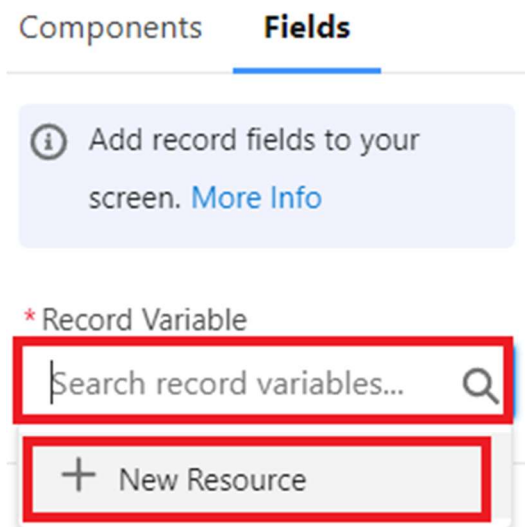 Components Fields
Add record fields to your
screen. More Info
* Record Variable
Search record variables...
+ New Resource